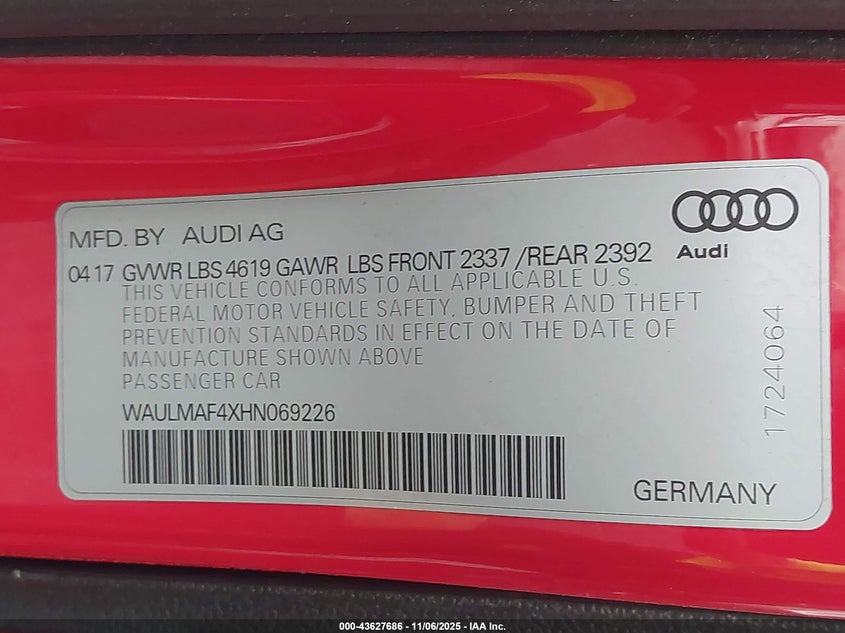 MFD. BY AUDI AG
Audi
04 17 GVWR LBS 4619 GAWR LBS FRONT 2337 /REAR 2392
THIS VEHICLE CONFORMS TO ALL APPLICABLE U.S.
FEDERAL MOTOR VEHICLE SAFETY, BUMPER AND THEFT
PREVENTION STANDARDS IN EFFECT ON THE DATE OF
MANUFACTURE SHOWN ABOVE
PASSENGER CAR
WAULMAF4XHN069226
1724064
GERMANY
000-43627686 - 11/06/2025 - IAA Inc.